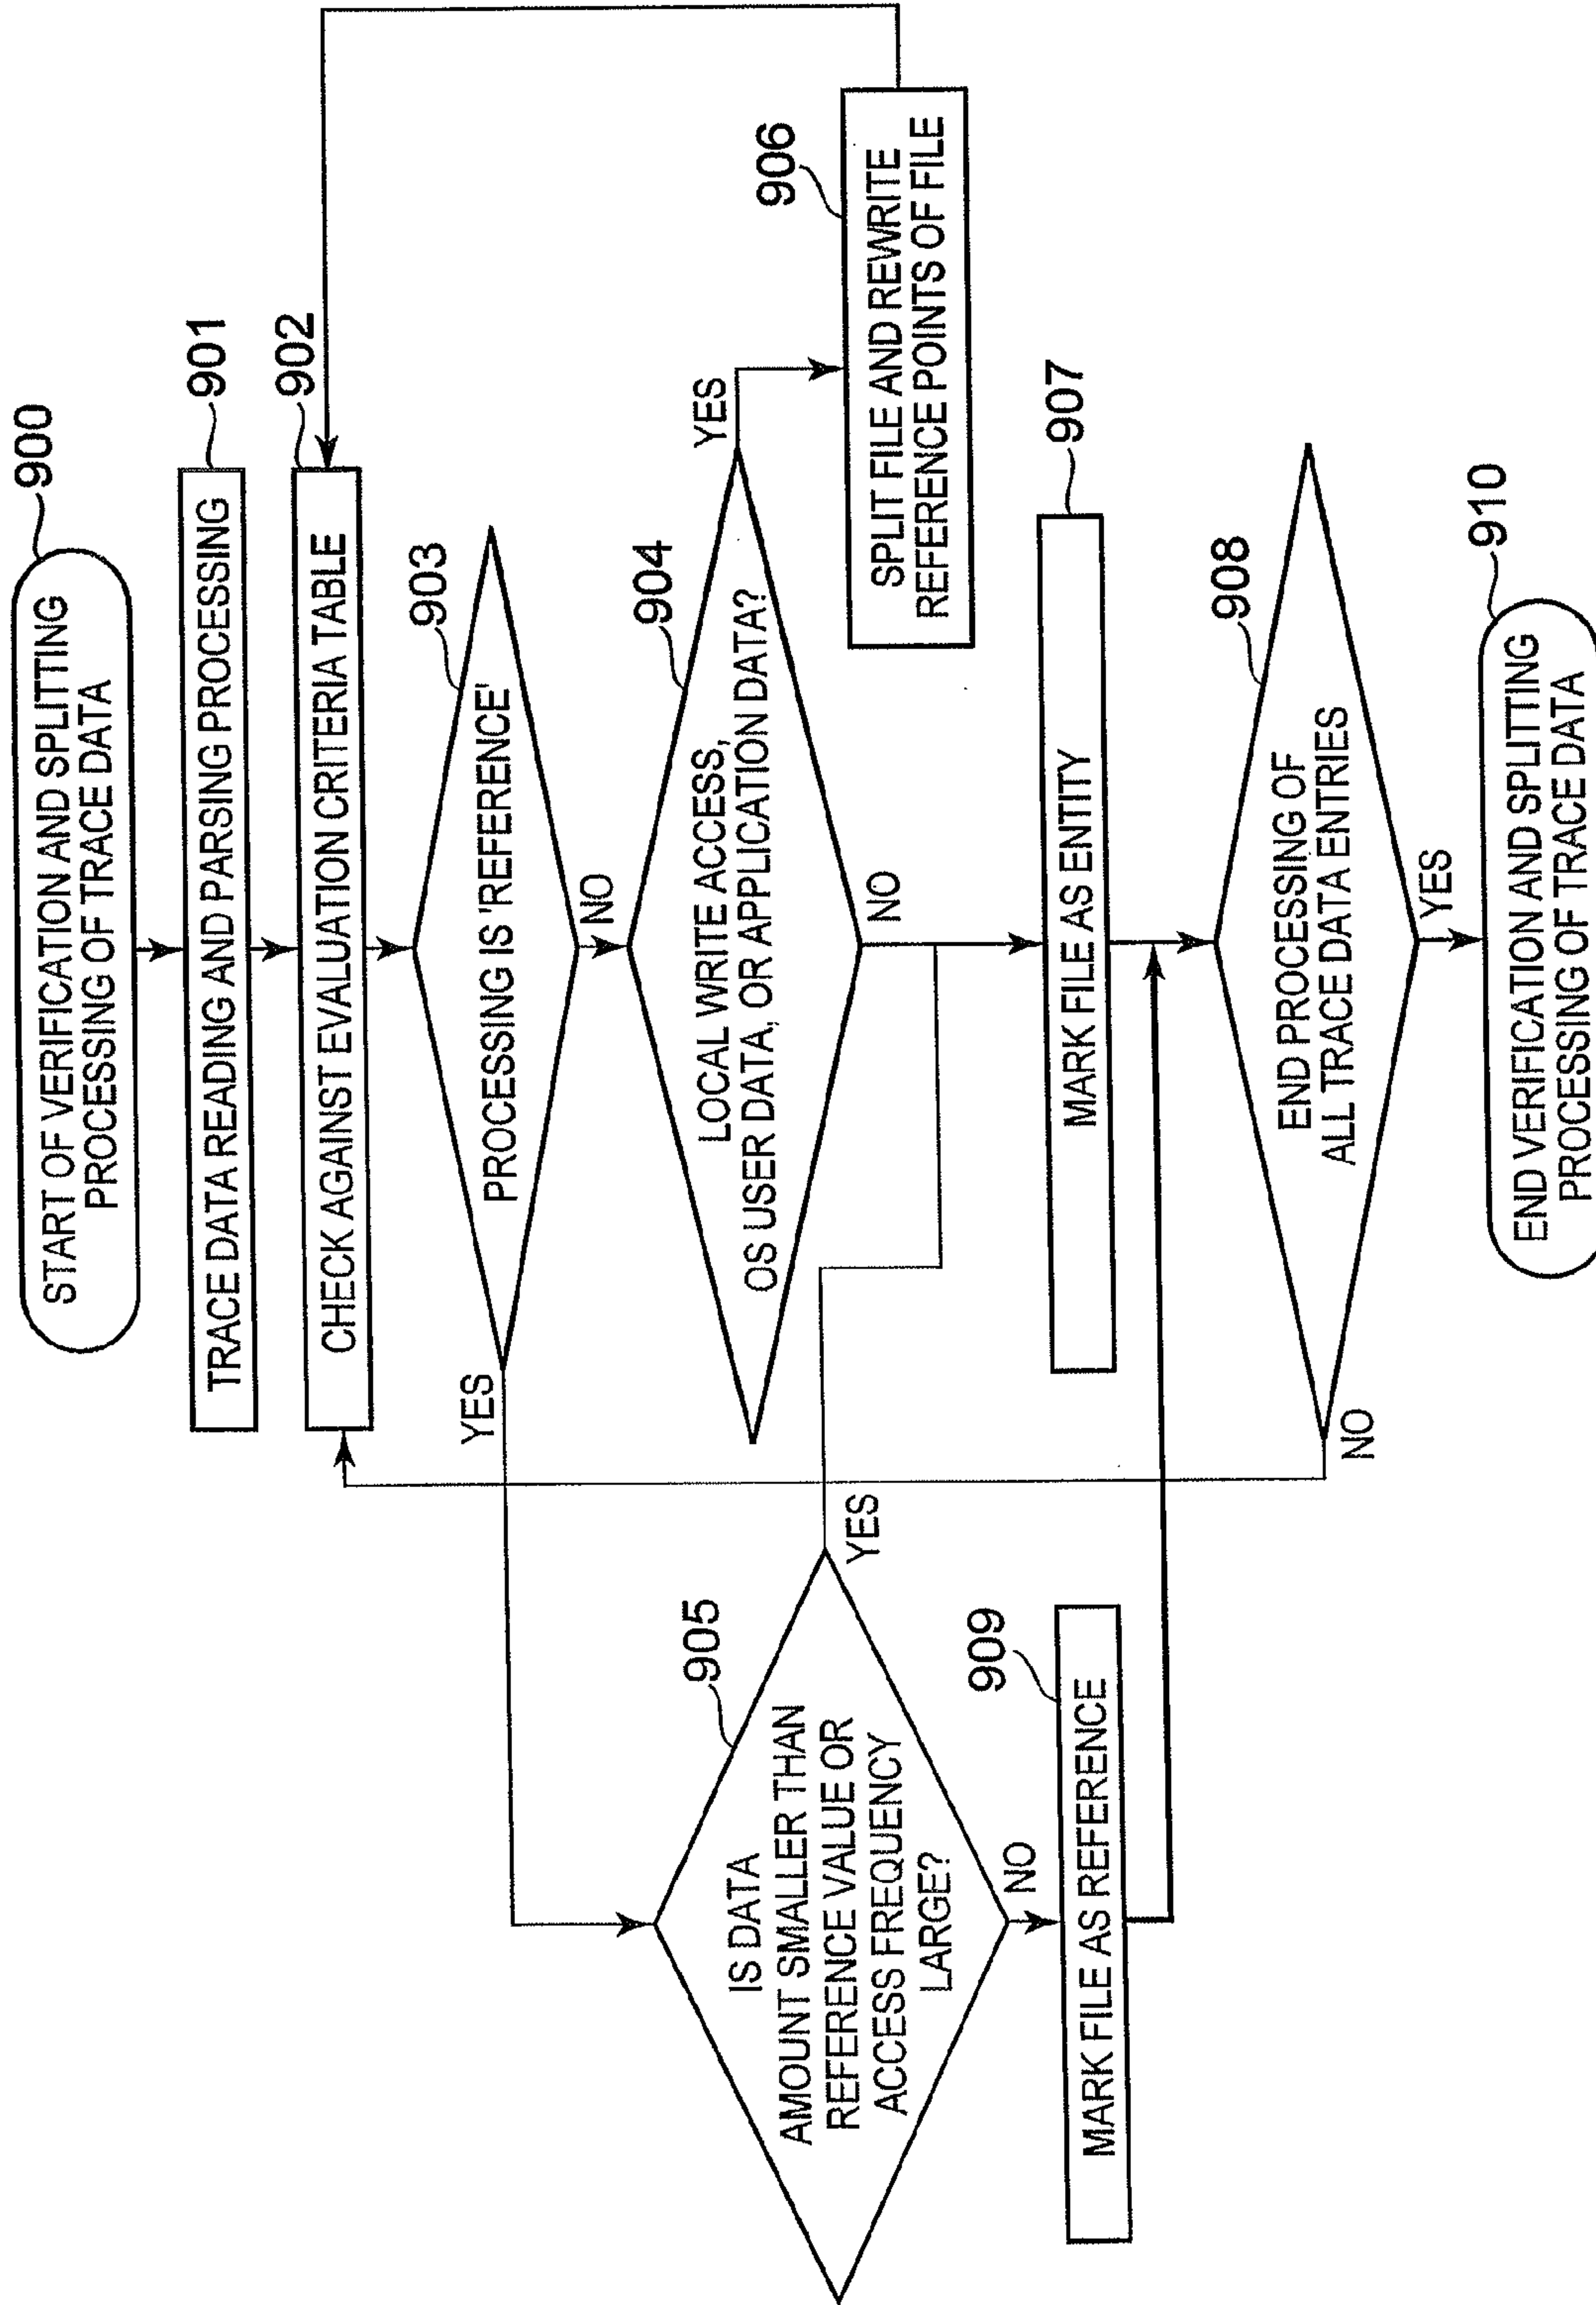 START OF VERIFICATION AND SPLITTING
PROCESSING OF TRACE DATA
900
TRACE DATA READING AND PARSING PROCESSING
901
CHECK AGAINST EVALUATION CRITERIA TABLE
902
PROCESSING IS 'REFERENCE'
903
YES
NO
LOCAL WRITE ACCESS,
OS USER DATA, OR APPLICATION DATA?
904
YES
NO
IS DATA
AMOUNT SMALLER THAN
REFERENCE VALUE OR
ACCESS FREQUENCY
LARGE?
905
YES
NO
SPLIT FILE AND REWRITE
REFERENCE POINTS OF FILE
906
MARK FILE AS ENTITY
907
MARK FILE AS REFERENCE
909
END PROCESSING OF
ALL TRACE DATA ENTRIES
908
NO
YES
END VERIFICATION AND SPLITTING
PROCESSING OF TRACE DATA
910